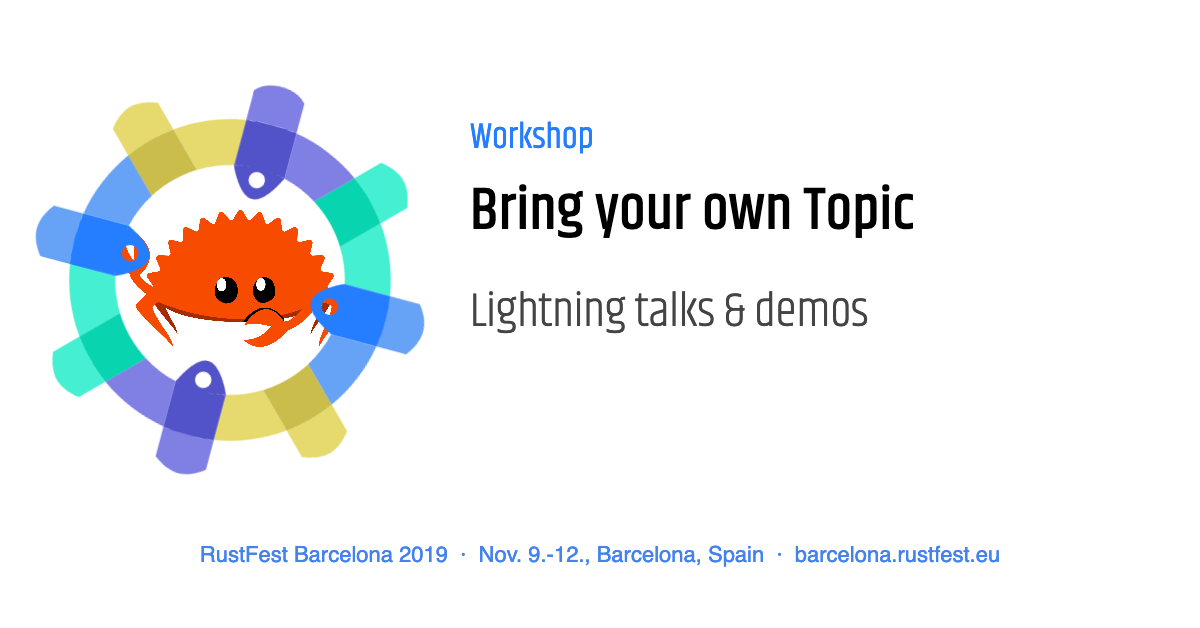 Workshop
Bring your own Topic
Lightning talks & demos
RustFest Barcelona 2019 · Nov. 9.-12., Barcelona, Spain · barcelona.rustfest.eu